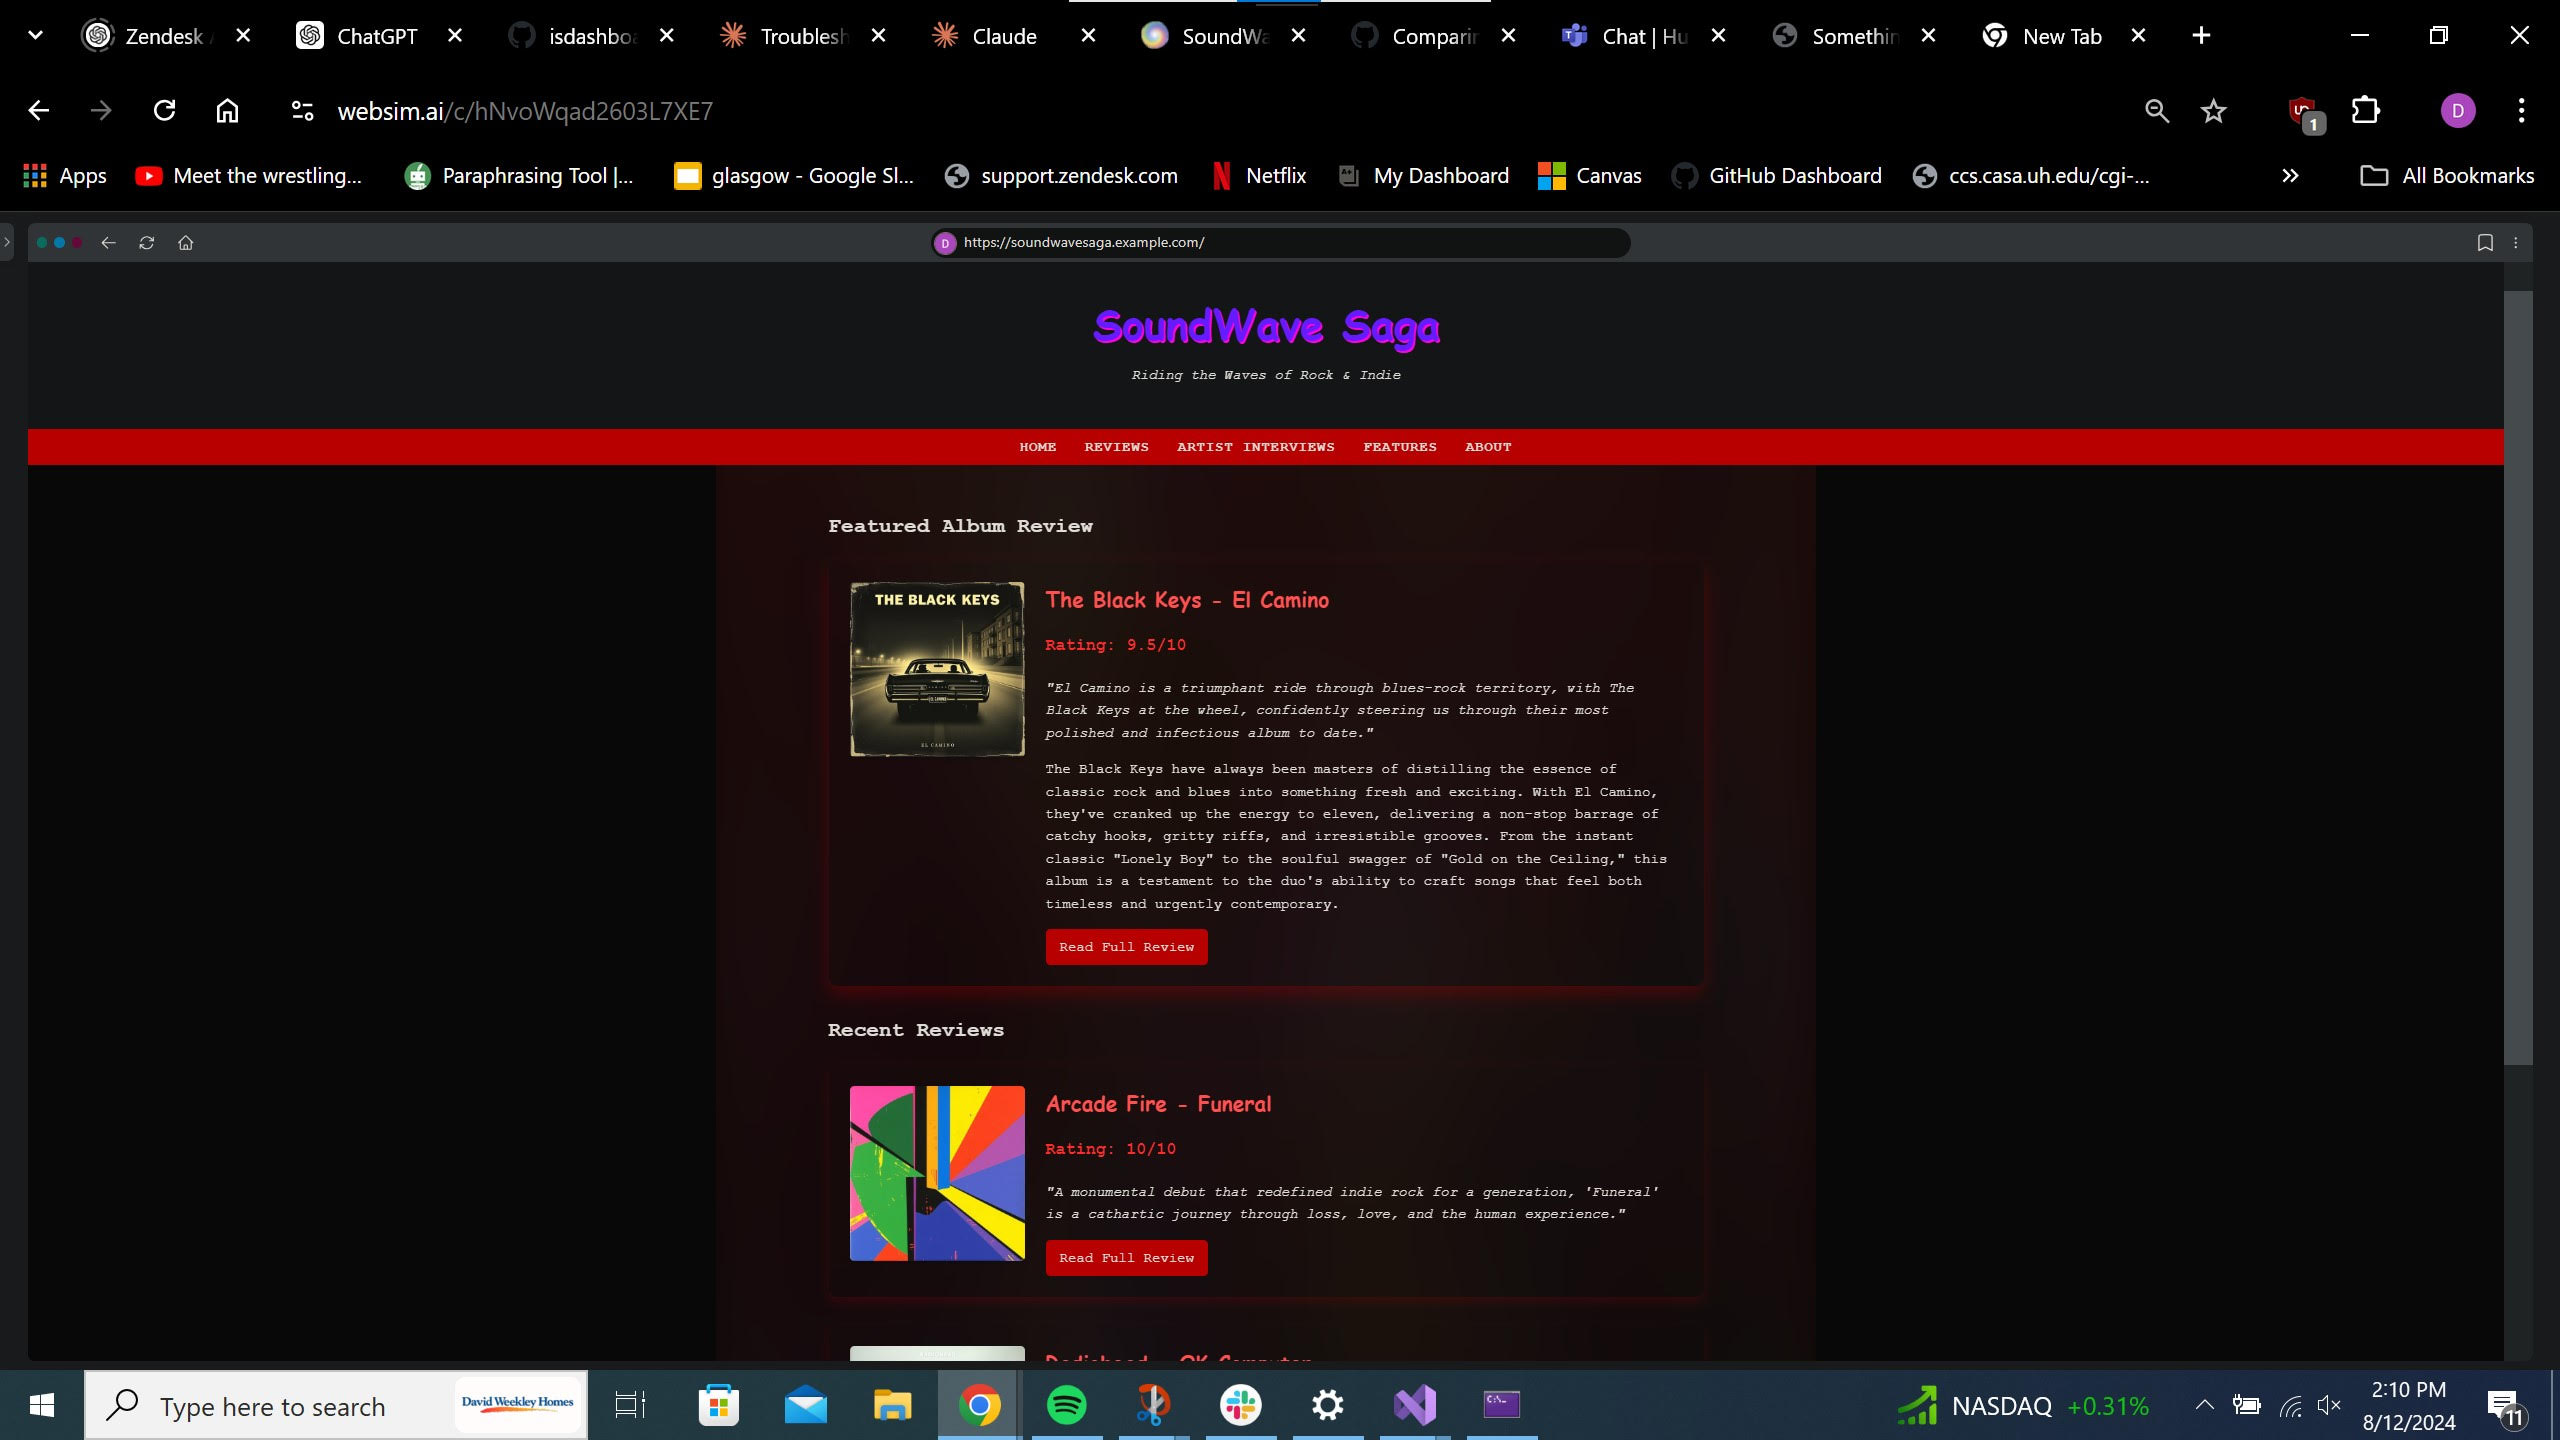 Zendesk
ChatGPT
isdashboa
Troublesh
Claude
SoundWa
Comparin
Chat | Hu
Somethin
New Tab
websim.ai/c/hNvoWqad2603L7XE7
1
D
Apps
Meet the wrestling...
Paraphrasing Tool |...
glasgow - Google Sl...
support.zendesk.com
Netflix
My Dashboard
Canvas
GitHub Dashboard
ccs.casa.uh.edu/cgi-...
All Bookmarks
D
https://soundwavesaga.example.com/
SoundWave Saga
Riding the Waves of Rock & Indie
HOME REVIEWS ARTIST INTERVIEWS FEATURES ABOUT
Featured Album Review
THE BLACK KEYS
EL CAMINO
The Black Keys - El Camino
Rating: 9.5/10
"El Camino is a triumphant ride through blues-rock territory, with The
Black Keys at the wheel, confidently steering us through their most
polished and infectious album to date."
The Black Keys have always been masters of distilling the essence of
classic rock and blues into something fresh and exciting. With El Camino,
they've cranked up the energy to eleven, delivering a non-stop barrage of
catchy hooks, gritty riffs, and irresistible grooves. From the instant
classic "Lonely Boy" to the soulful swagger of "Gold on the Ceiling," this
album is a testament to the duo's ability to craft songs that feel both
timeless and urgently contemporary.
Read Full Review
Recent Reviews
Arcade Fire - Funeral
Rating: 10/10
"A monumental debut that redefined indie rock for a generation, 'Funeral'
is a cathartic journey through loss, love, and the human experience."
Read Full Review
Radiohead - OK Computer
Type here to search
David Weekley Homes
NASDAQ +0.31%
2:10 PM
8/12/2024
11